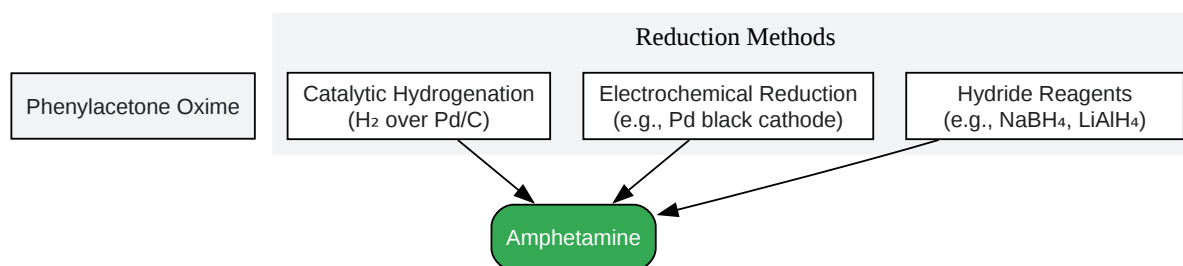 Reduction Methods
Phenylacetone Oxime
Catalytic Hydrogenation
(H₂ over Pd/C)
Electrochemical Reduction
(e.g., Pd black cathode)
Hydride Reagents
(e.g., NaBH₄, LiAlH₄)
Amphetamine